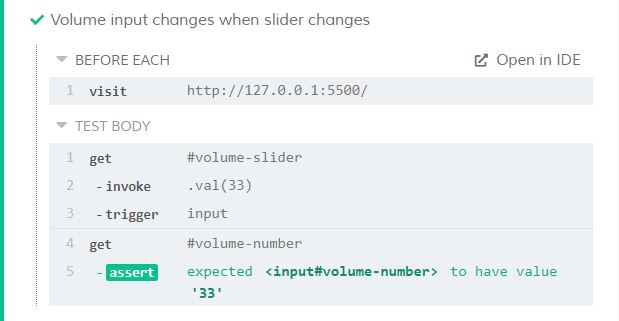 Volume input changes when slider changes
BEFORE EACH Open in IDE
1 visit http://127.0.0.1:5500/
TEST BODY
1 get #volume-slider
2 -invoke .val(33)
3 -trigger input
4 get #volume-number
5 -assert expected <input#volume-number> to have value
'33'